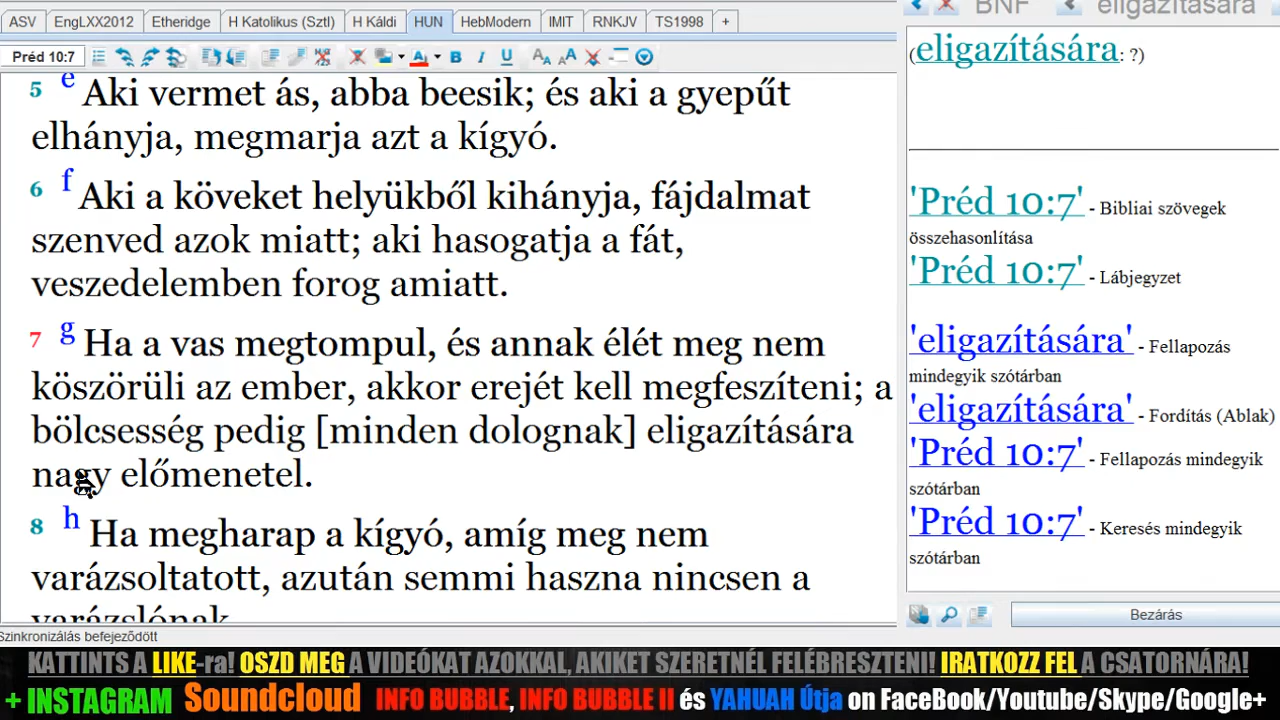 BNF eligazítására
ASV EngLXX2012 Etheridge H Katolikus (Sztl) H Káldi HUN HebModern IMIT RNKJV TS1998 +
Préd 10:7
(eligazítására: ?)
5 e Aki vermet ás, abba beesik; és aki a gyepűt
elhányja, megmarja azt a kígyó.
6 f Aki a köveket helyükből kihányja, fájdalmat
szenved azok miatt; aki hasogatja a fát,
veszedelemben forog amiatt.
7 g Ha a vas megtompul, és annak élét meg nem
köszörüli az ember, akkor erejét kell megfeszíteni; a
bölcsesség pedig [minden dolognak] eligazítására
nagy előmenetel.
8 h Ha megharap a kígyó, amíg meg nem
varázsoltatott, azután semmi haszna nincsen a
varázslónak
'Préd 10:7' - Bibliai szövegek
összehasonlítása
'Préd 10:7' - Lábjegyzet
'eligazítására' - Fellapozás
mindegyik szótárban
'eligazítására' - Fordítás (Ablak)
'Préd 10:7' - Fellapozás mindegyik
szótárban
'Préd 10:7' - Keresés mindegyik
szótárban
Bezárás
Szinkronizálás befejeződött
KATTINTS A LIKE-ra! OSZD MEG A VIDEÓKAT AZOKKAL, AKIKET SZERETNÉL FELÉBRESZTENI! IRATKOZZ FEL A CSATORNÁRA!
+ INSTAGRAM Soundcloud INFO BUBBLE, INFO BUBBLE II és YAHUAH Útja on FaceBook/Youtube/Skype/Google+